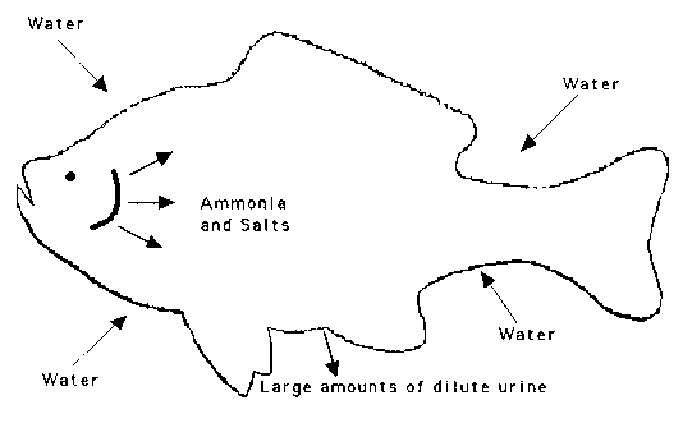 Water
Water
Ammonia
and Salts
Water
Water
Large amounts of dilute urine